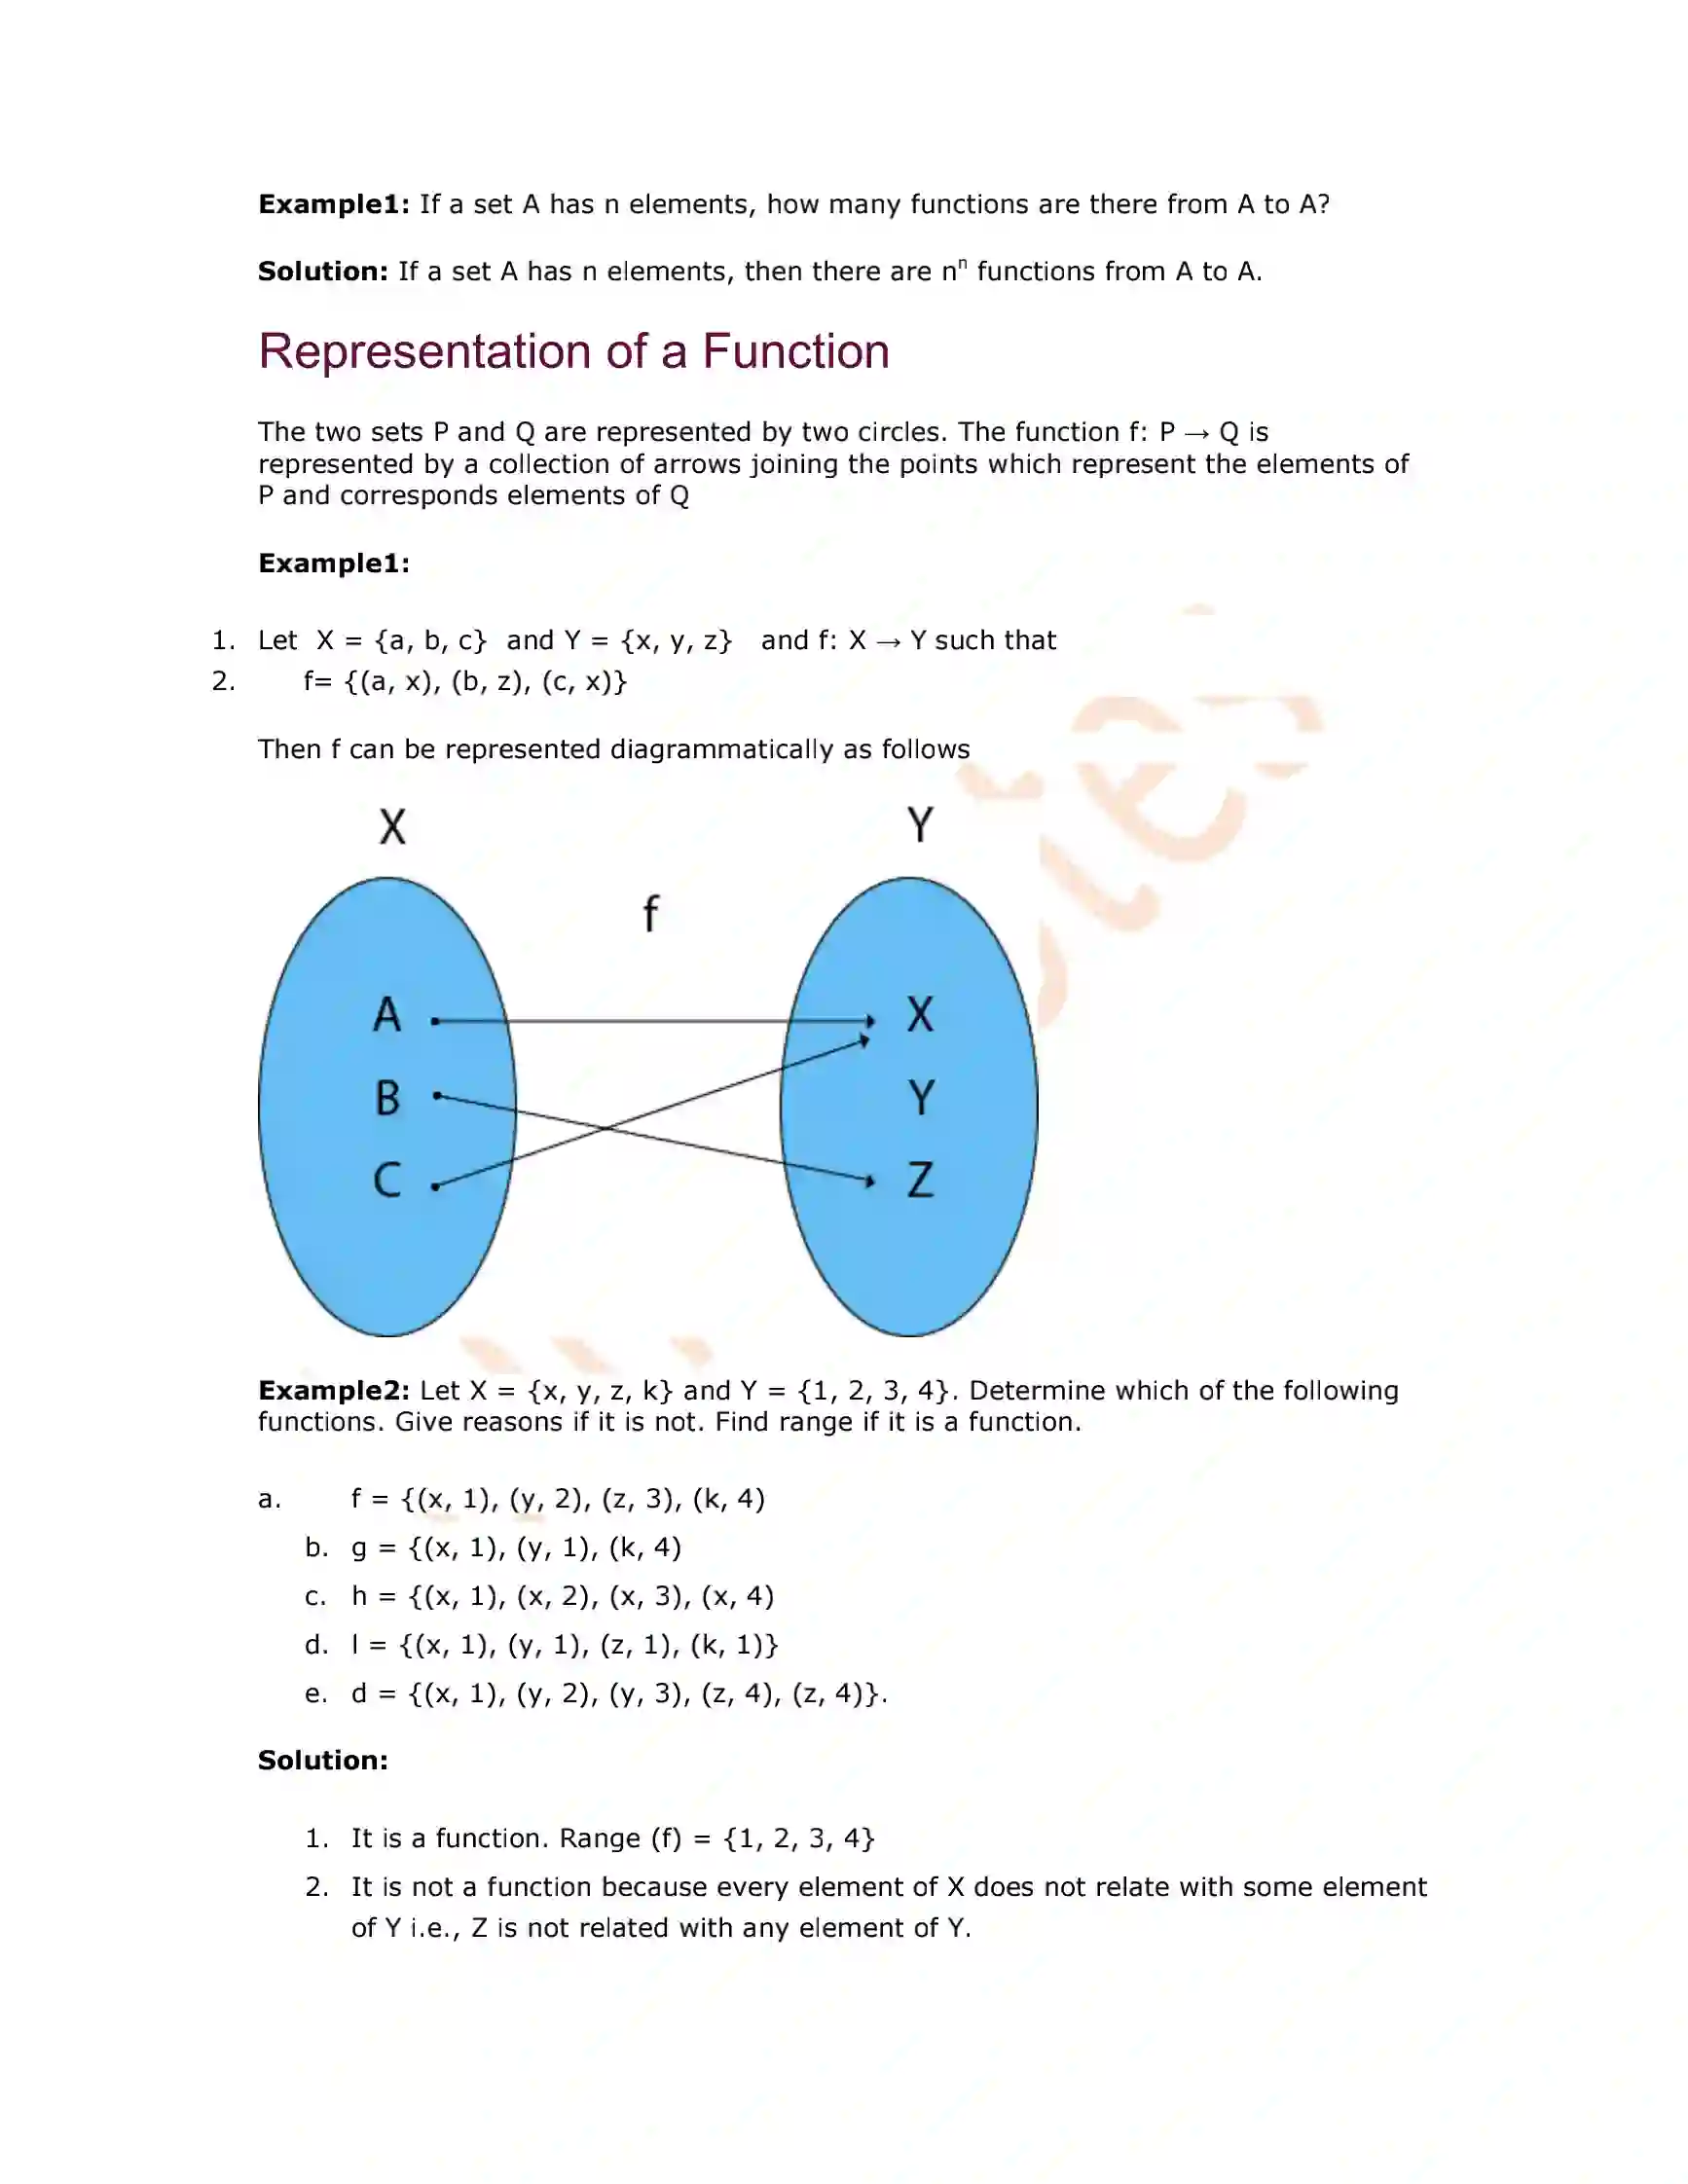 Example1: If a set A has n elements, how many functions are there from A to A?
Solution: If a set A has n elements, then there are nⁿ functions from A to A.
Representation of a Function
The two sets P and Q are represented by two circles. The function f: P → Q is
represented by a collection of arrows joining the points which represent the elements of
P and corresponds elements of Q
Example1:
1. Let X = {a, b, c} and Y = {x, y, z} and f: X → Y such that
2. f= {(a, x), (b, z), (c, x)}
Then f can be represented diagrammatically as follows
X Y
f
A X
B Y
C Z
Example2: Let X = {x, y, z, k} and Y = {1, 2, 3, 4}. Determine which of the following
functions. Give reasons if it is not. Find range if it is a function.
a. f = {(x, 1), (y, 2), (z, 3), (k, 4)
b. g = {(x, 1), (y, 1), (k, 4)
c. h = {(x, 1), (x, 2), (x, 3), (x, 4)
d. l = {(x, 1), (y, 1), (z, 1), (k, 1)}
e. d = {(x, 1), (y, 2), (y, 3), (z, 4), (z, 4)}.
Solution:
1. It is a function. Range (f) = {1, 2, 3, 4}
2. It is not a function because every element of X does not relate with some element
of Y i.e., Z is not related with any element of Y.